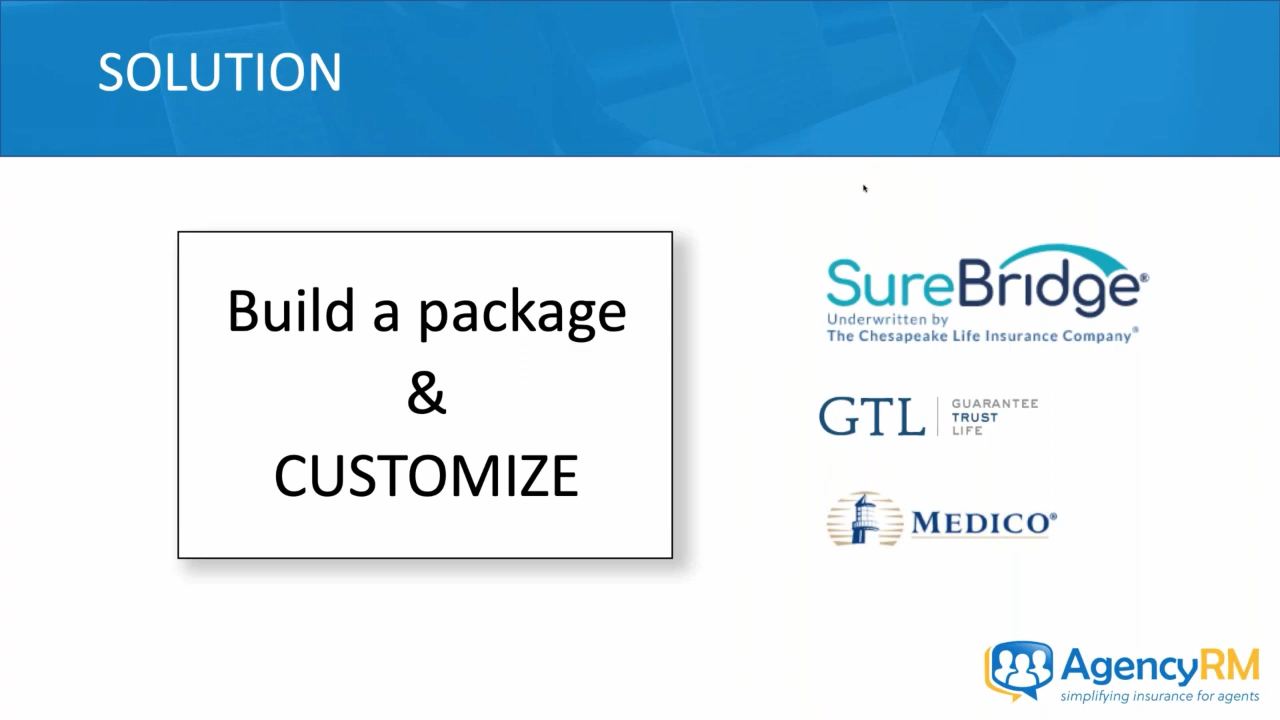 SOLUTION
Build a package
&
CUSTOMIZE
SureBridge®
Underwritten by
The Chesapeake Life Insurance Company®
GTL
GUARANTEE
TRUST
LIFE
MEDICO®
AgencyRM
simplifying insurance for agents